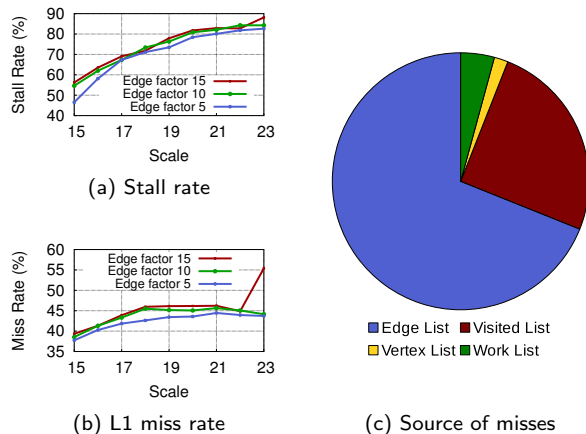 90
80
70
60
50
40
Stall Rate (%)
Edge factor 15
Edge factor 10
Edge factor 5
15 17 19 21 23
Scale
(a) Stall rate
60
55
50
45
40
35
Miss Rate (%)
Edge factor 15
Edge factor 10
Edge factor 5
15 17 19 21 23
Scale
(b) L1 miss rate
Edge List Visited List
Vertex List Work List
(c) Source of misses